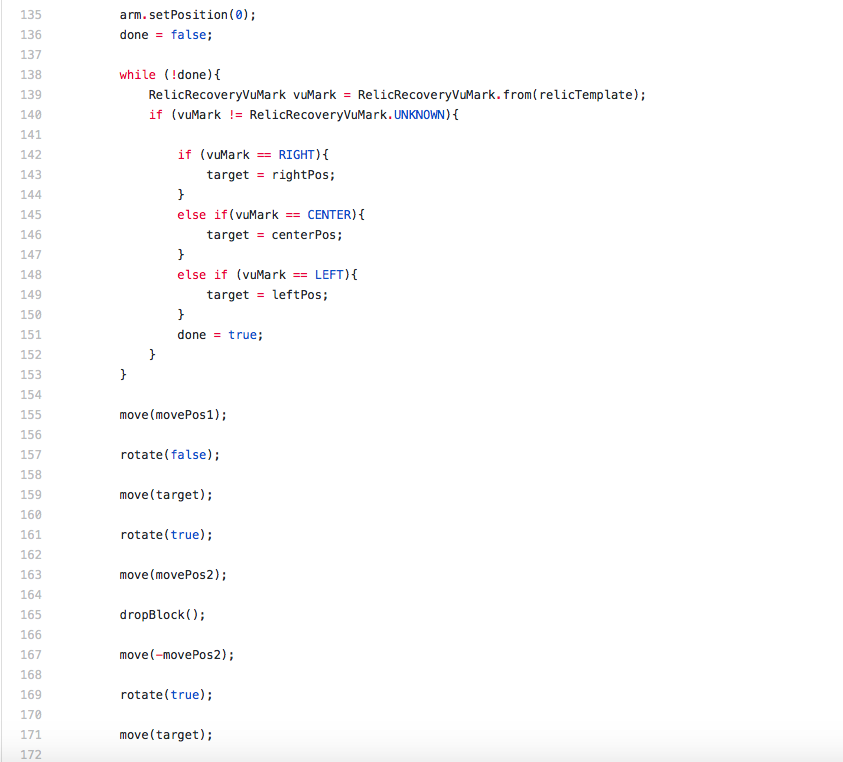 135 arm.setPosition(0);
136 done = false;
137
138 while (!done){
139 RelicRecoveryVuMark vuMark = RelicRecoveryVuMark.from(relicTemplate);
140 if (vuMark != RelicRecoveryVuMark.UNKNOWN){
141
142 if (vuMark == RIGHT){
143 target = rightPos;
144 }
145 else if(vuMark == CENTER){
146 target = centerPos;
147 }
148 else if (vuMark == LEFT){
149 target = leftPos;
150 }
151 done = true;
152 }
153 }
154
155 move(movePos1);
156
157 rotate(false);
158
159 move(target);
160
161 rotate(true);
162
163 move(movePos2);
164
165 dropBlock();
166
167 move(-movePos2);
168
169 rotate(true);
170
171 move(target);
172